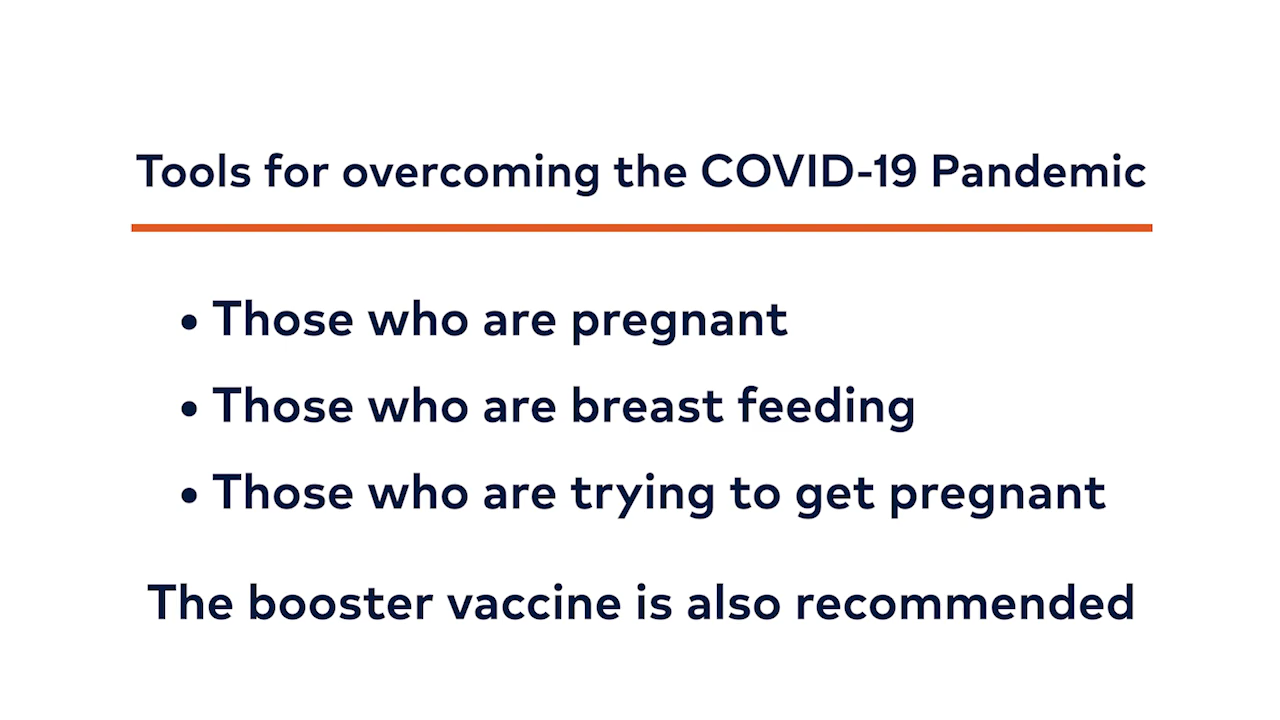 Tools for overcoming the COVID-19 Pandemic
• Those who are pregnant
• Those who are breast feeding
• Those who are trying to get pregnant
The booster vaccine is also recommended